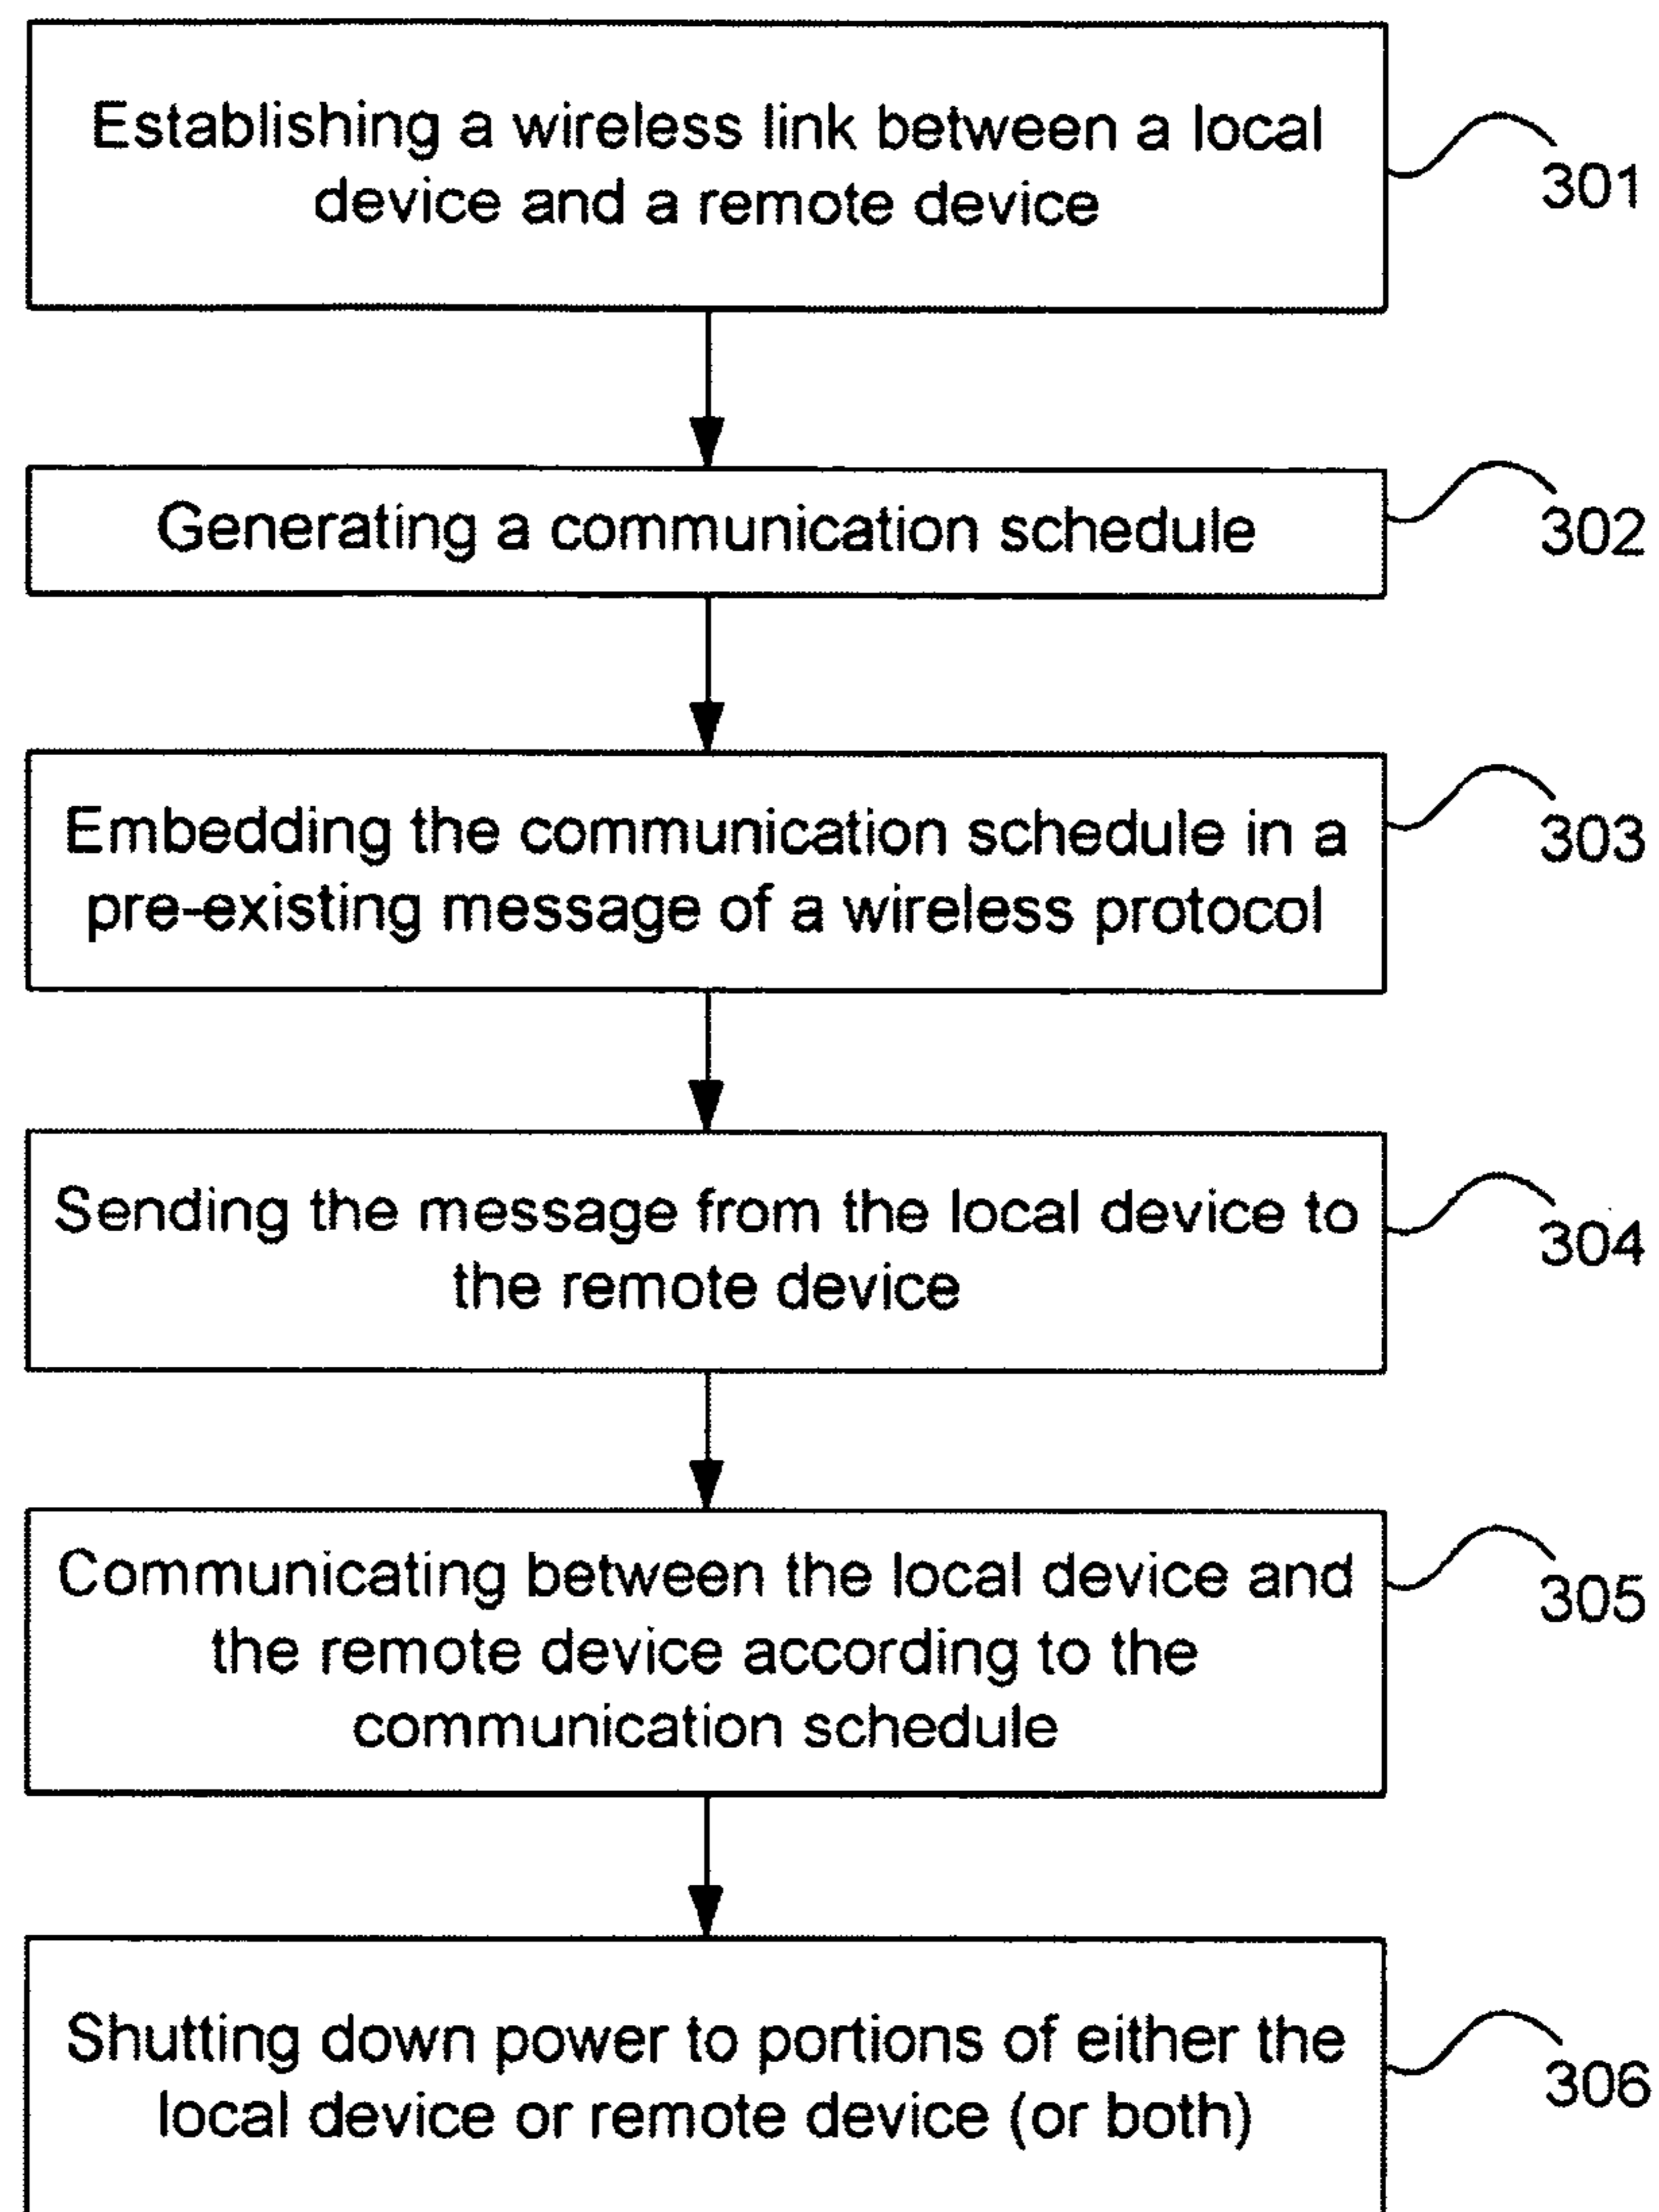 Establishing a wireless link between a local
device and a remote device
301
Generating a communication schedule
302
Embedding the communication schedule in a
pre-existing message of a wireless protocol
303
Sending the message from the local device to
the remote device
304
Communicating between the local device and
the remote device according to the
communication schedule
305
Shutting down power to portions of either the
local device or remote device (or both)
306